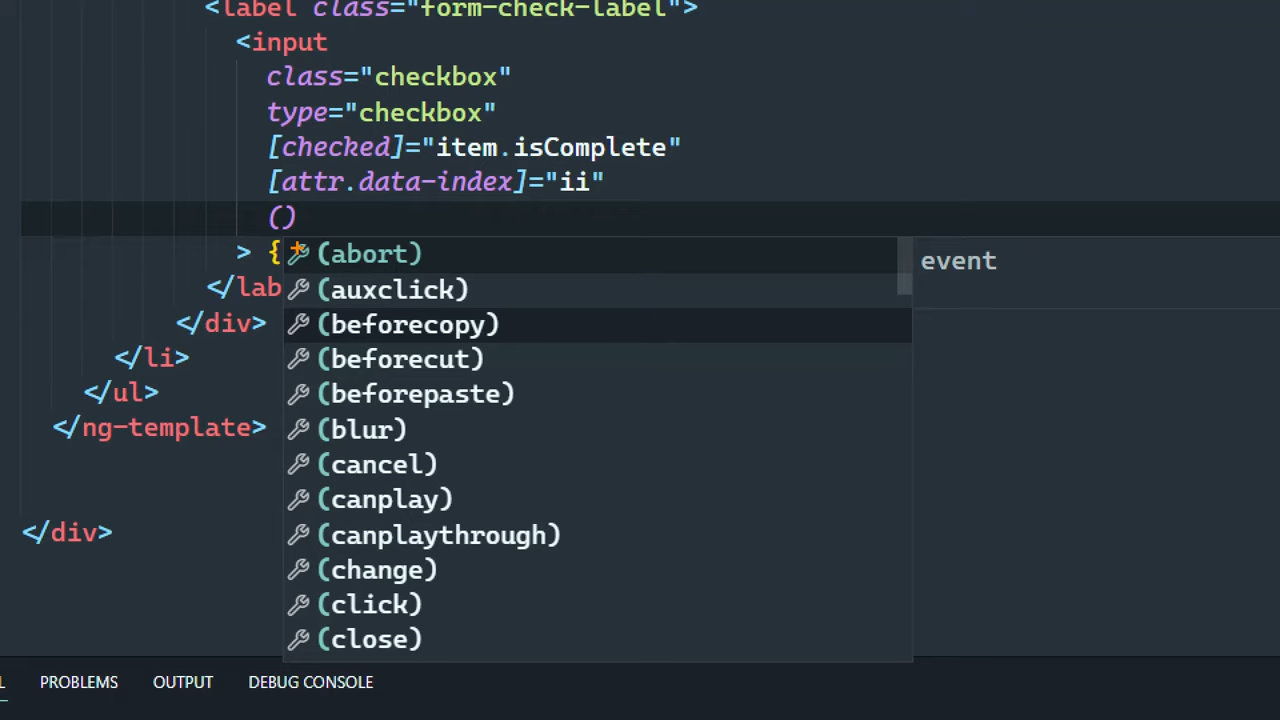 <label class="form-check-label">
<input
class="checkbox"
type="checkbox"
[checked]="item.isComplete"
[attr.data-index]="ii"
()
> {
(abort)
event
(auxclick)
</lab
(beforecopy)
</div>
(beforecut)
</li>
(beforepaste)
</ul>
(blur)
</ng-template>
(cancel)
(canplay)
(canplaythrough)
</div>
(change)
(click)
(close)
PROBLEMS OUTPUT DEBUG CONSOLE